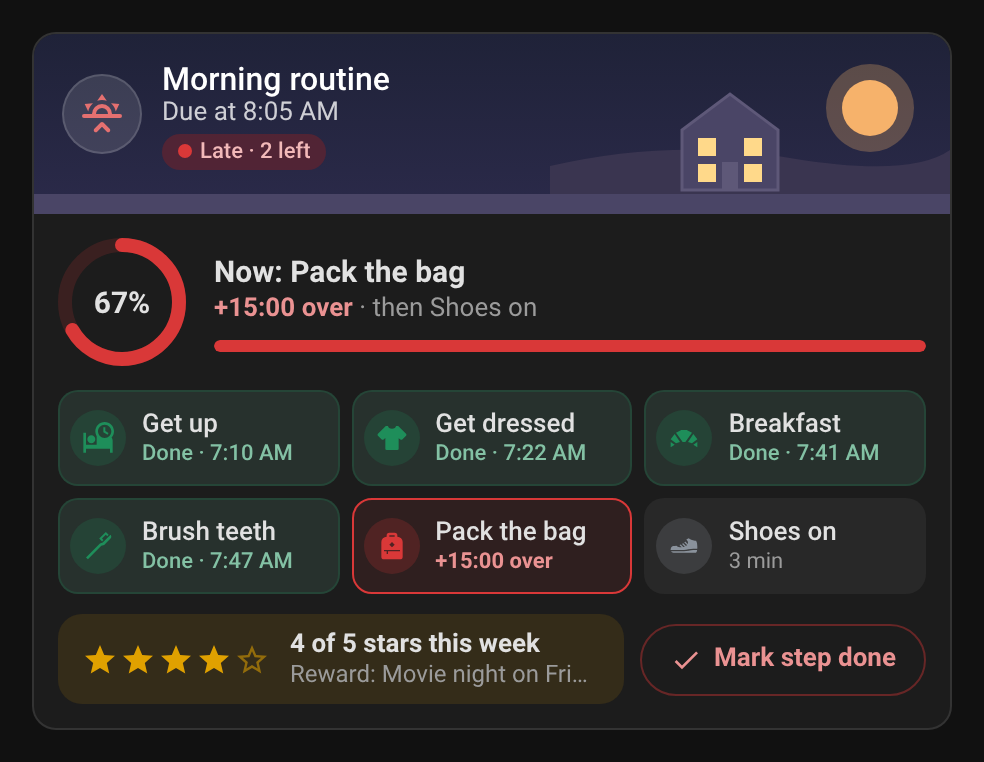 Morning routine
Due at 8:05 AM
Late · 2 left
67%
Now: Pack the bag
+15:00 over · then Shoes on
Get up
Done · 7:10 AM
Get dressed
Done · 7:22 AM
Breakfast
Done · 7:41 AM
Brush teeth
Done · 7:47 AM
Pack the bag
+15:00 over
Shoes on
3 min
4 of 5 stars this week
Reward: Movie night on Fri...
Mark step done